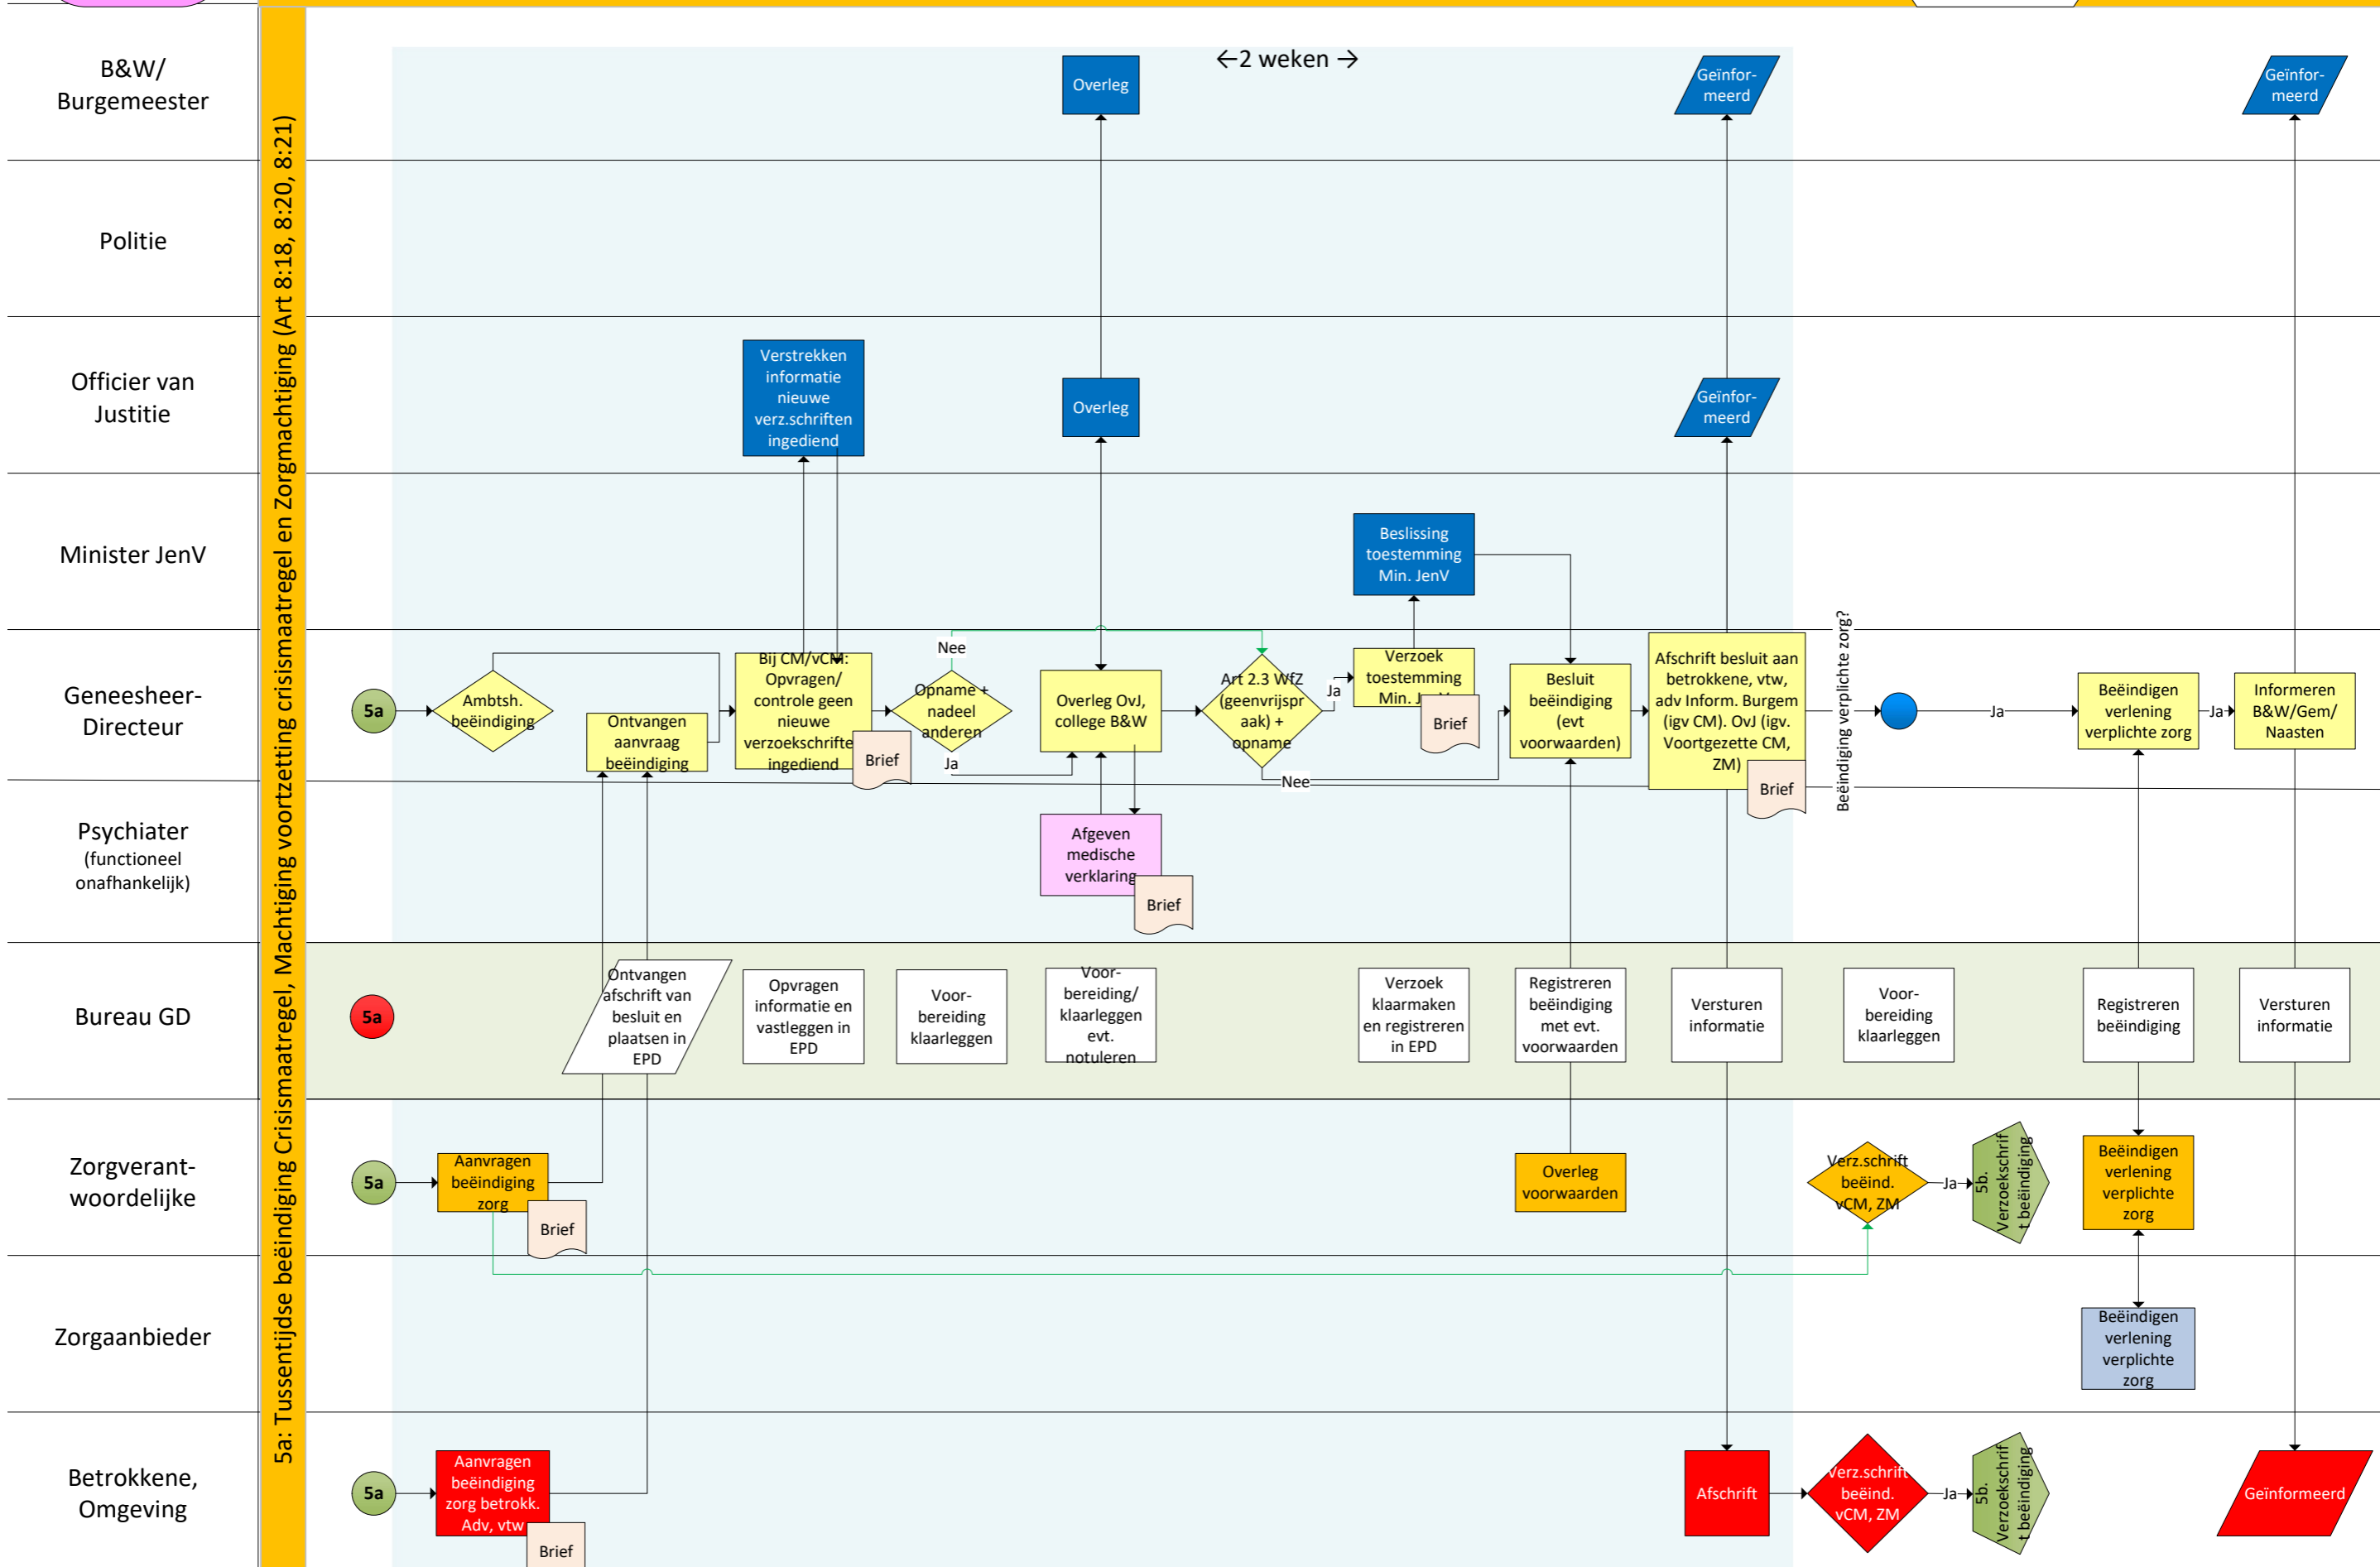 5a: Tussentijdse beëindiging Crisismaatregel, Machtiging voortzetting crisismaatregel en Zorgmachtiging (Art 8:18, 8:20, 8:21)
←2 weken →
B&W/
Burgemeester
Overleg
Geïnfor-
meerd
Geïnfor-
meerd
Politie
Officier van
Justitie
Verstrekken
informatie
nieuwe
verz.schriften
ingediend
Overleg
Geïnfor-
meerd
Minister JenV
Beslissing
toestemming
Min. JenV
Geneesheer-
Directeur
5a
Ambtsh.
beëindiging
Ontvangen
aanvraag
beëindiging
Bij CM/vCM:
Opvragen/
controle geen
nieuwe
verzoekschrifte
ingediend
Brief
Nee
Opname +
nadeel
anderen
Ja
Overleg OvJ,
college B&W
Art 2.3 WfZ
(geenvrijspr
aak) +
opname
Ja
Nee
Verzoek
toestemming
Min. JenV
Brief
Besluit
beëindiging
(evt
voorwaarden)
Afschrift besluit aan
betrokkene, vtw,
adv Inform. Burgem
(igv CM). OvJ (igv.
Voortgezette CM,
ZM)
Brief
Beëindiging verplichte zorg?
Ja
Beëindigen
verlening
verplichte zorg
Ja
Informeren
B&W/Gem/
Naasten
Psychiater
(functioneel
onafhankelijk)
Afgeven
medische
verklaring
Brief
Bureau GD
5a
Ontvangen
afschrift van
besluit en
plaatsen in
EPD
Opvragen
informatie en
vastleggen in
EPD
Voor-
bereiding
klaarleggen
Voor-
bereiding/
klaarleggen
evt.
notuleren
Verzoek
klaarmaken
en registreren
in EPD
Registreren
beëindiging
met evt.
voorwaarden
Versturen
informatie
Voor-
bereiding
klaarleggen
Registreren
beëindiging
Versturen
informatie
Zorgverant-
woordelijke
5a
Aanvragen
beëindiging
zorg
Brief
Overleg
voorwaarden
Verz.schrift
beëind.
vCM, ZM
Ja
5b.
Verzoekschrif
t beëindiging
Beëindigen
verlening
verplichte
zorg
Zorgaanbieder
Beëindigen
verlening
verplichte
zorg
Betrokkene,
Omgeving
5a
Aanvragen
beëindiging
zorg betrokk.
Adv, vtw
Brief
Afschrift
Verz.schrift
beëind.
vCM, ZM
Ja
5b.
Verzoekschrif
t beëindiging
Geïnformeerd